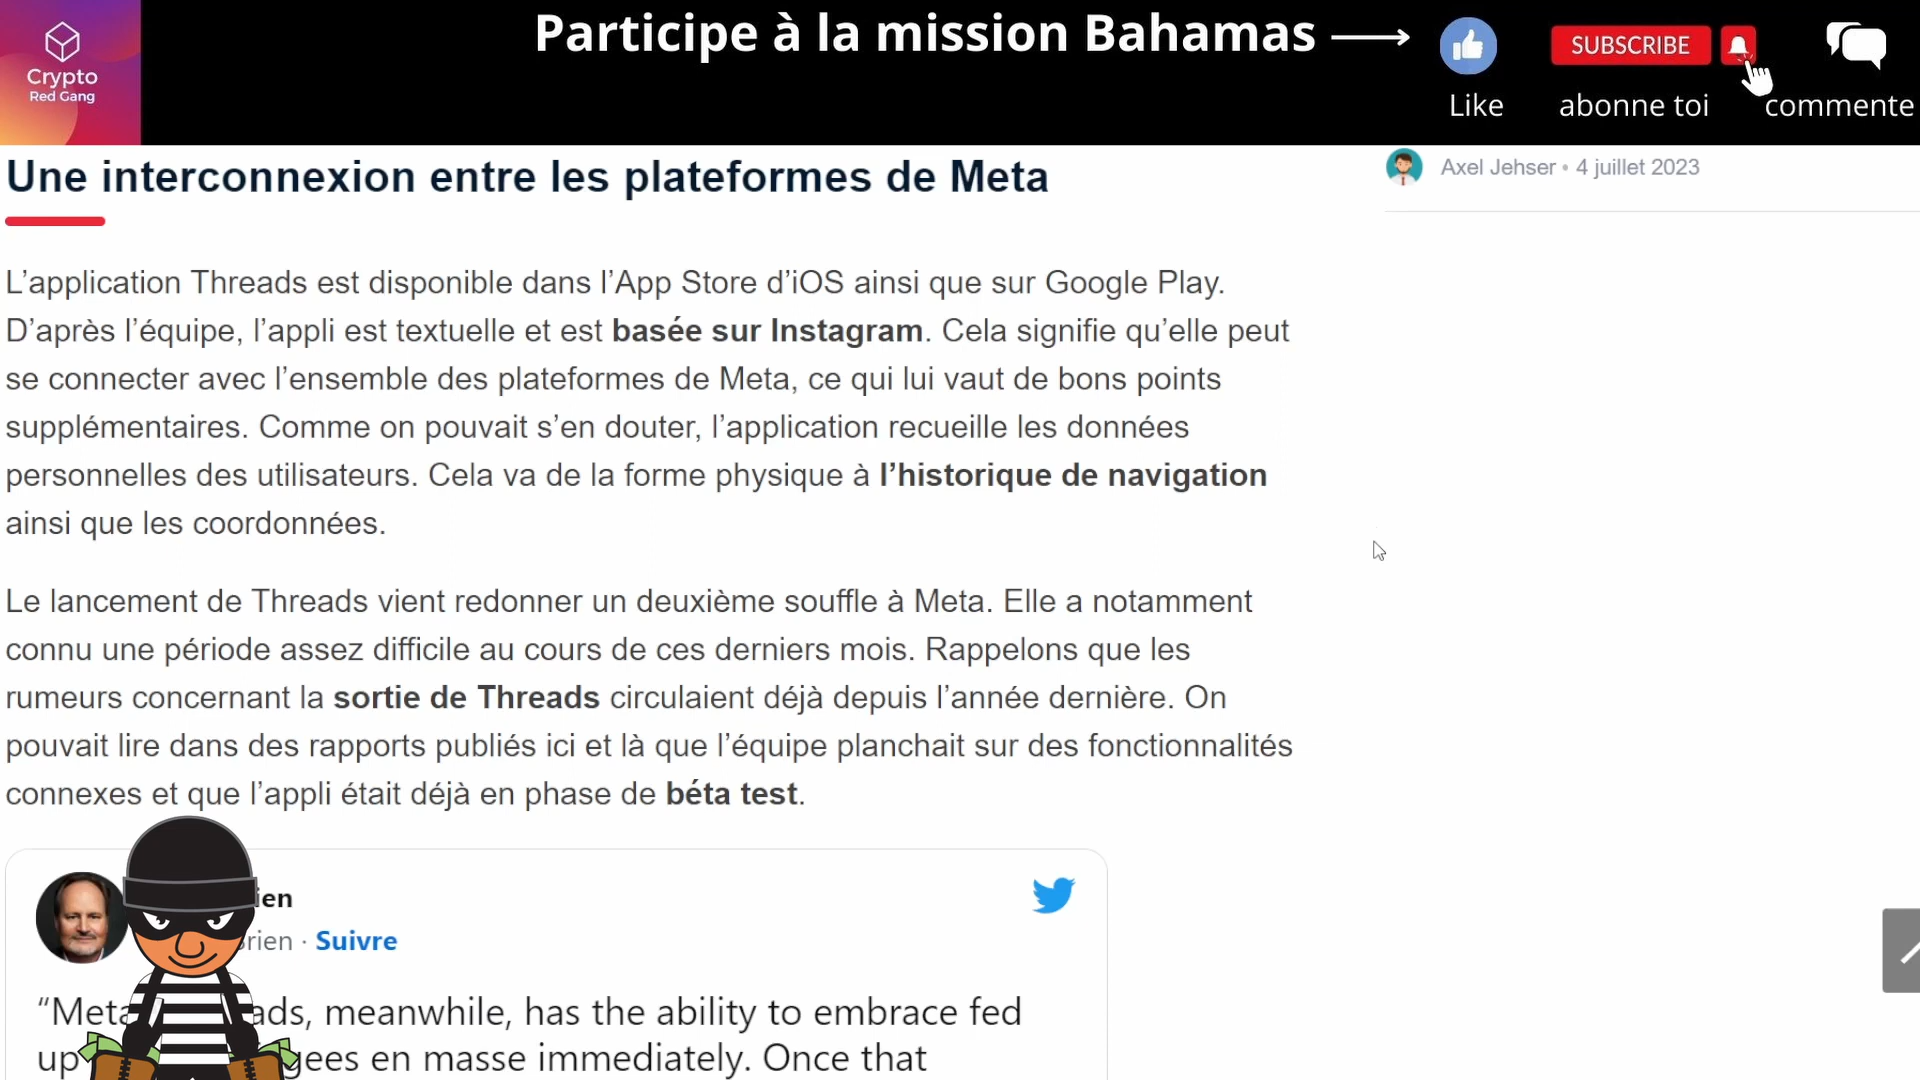 Participe à la mission Bahamas
Crypto
Red Gang
SUBSCRIBE
Like
abonne toi
commente
Une interconnexion entre les plateformes de Meta
Axel Jehser • 4 juillet 2023
L’application Threads est disponible dans l’App Store d’iOS ainsi que sur Google Play.
D’après l’équipe, l’appli est textuelle et est basée sur Instagram. Cela signifie qu’elle peut
se connecter avec l’ensemble des plateformes de Meta, ce qui lui vaut de bons points
supplémentaires. Comme on pouvait s’en douter, l’application recueille les données
personnelles des utilisateurs. Cela va de la forme physique à l’historique de navigation
ainsi que les coordonnées.
Le lancement de Threads vient redonner un deuxième souffle à Meta. Elle a notamment
connu une période assez difficile au cours de ces derniers mois. Rappelons que les
rumeurs concernant la sortie de Threads circulaient déjà depuis l’année dernière. On
pouvait lire dans des rapports publiés ici et là que l’équipe planchait sur des fonctionnalités
connexes et que l’appli était déjà en phase de béta test.
· Suivre
meanwhile, has the ability to embrace fed
up en masse immediately. Once that